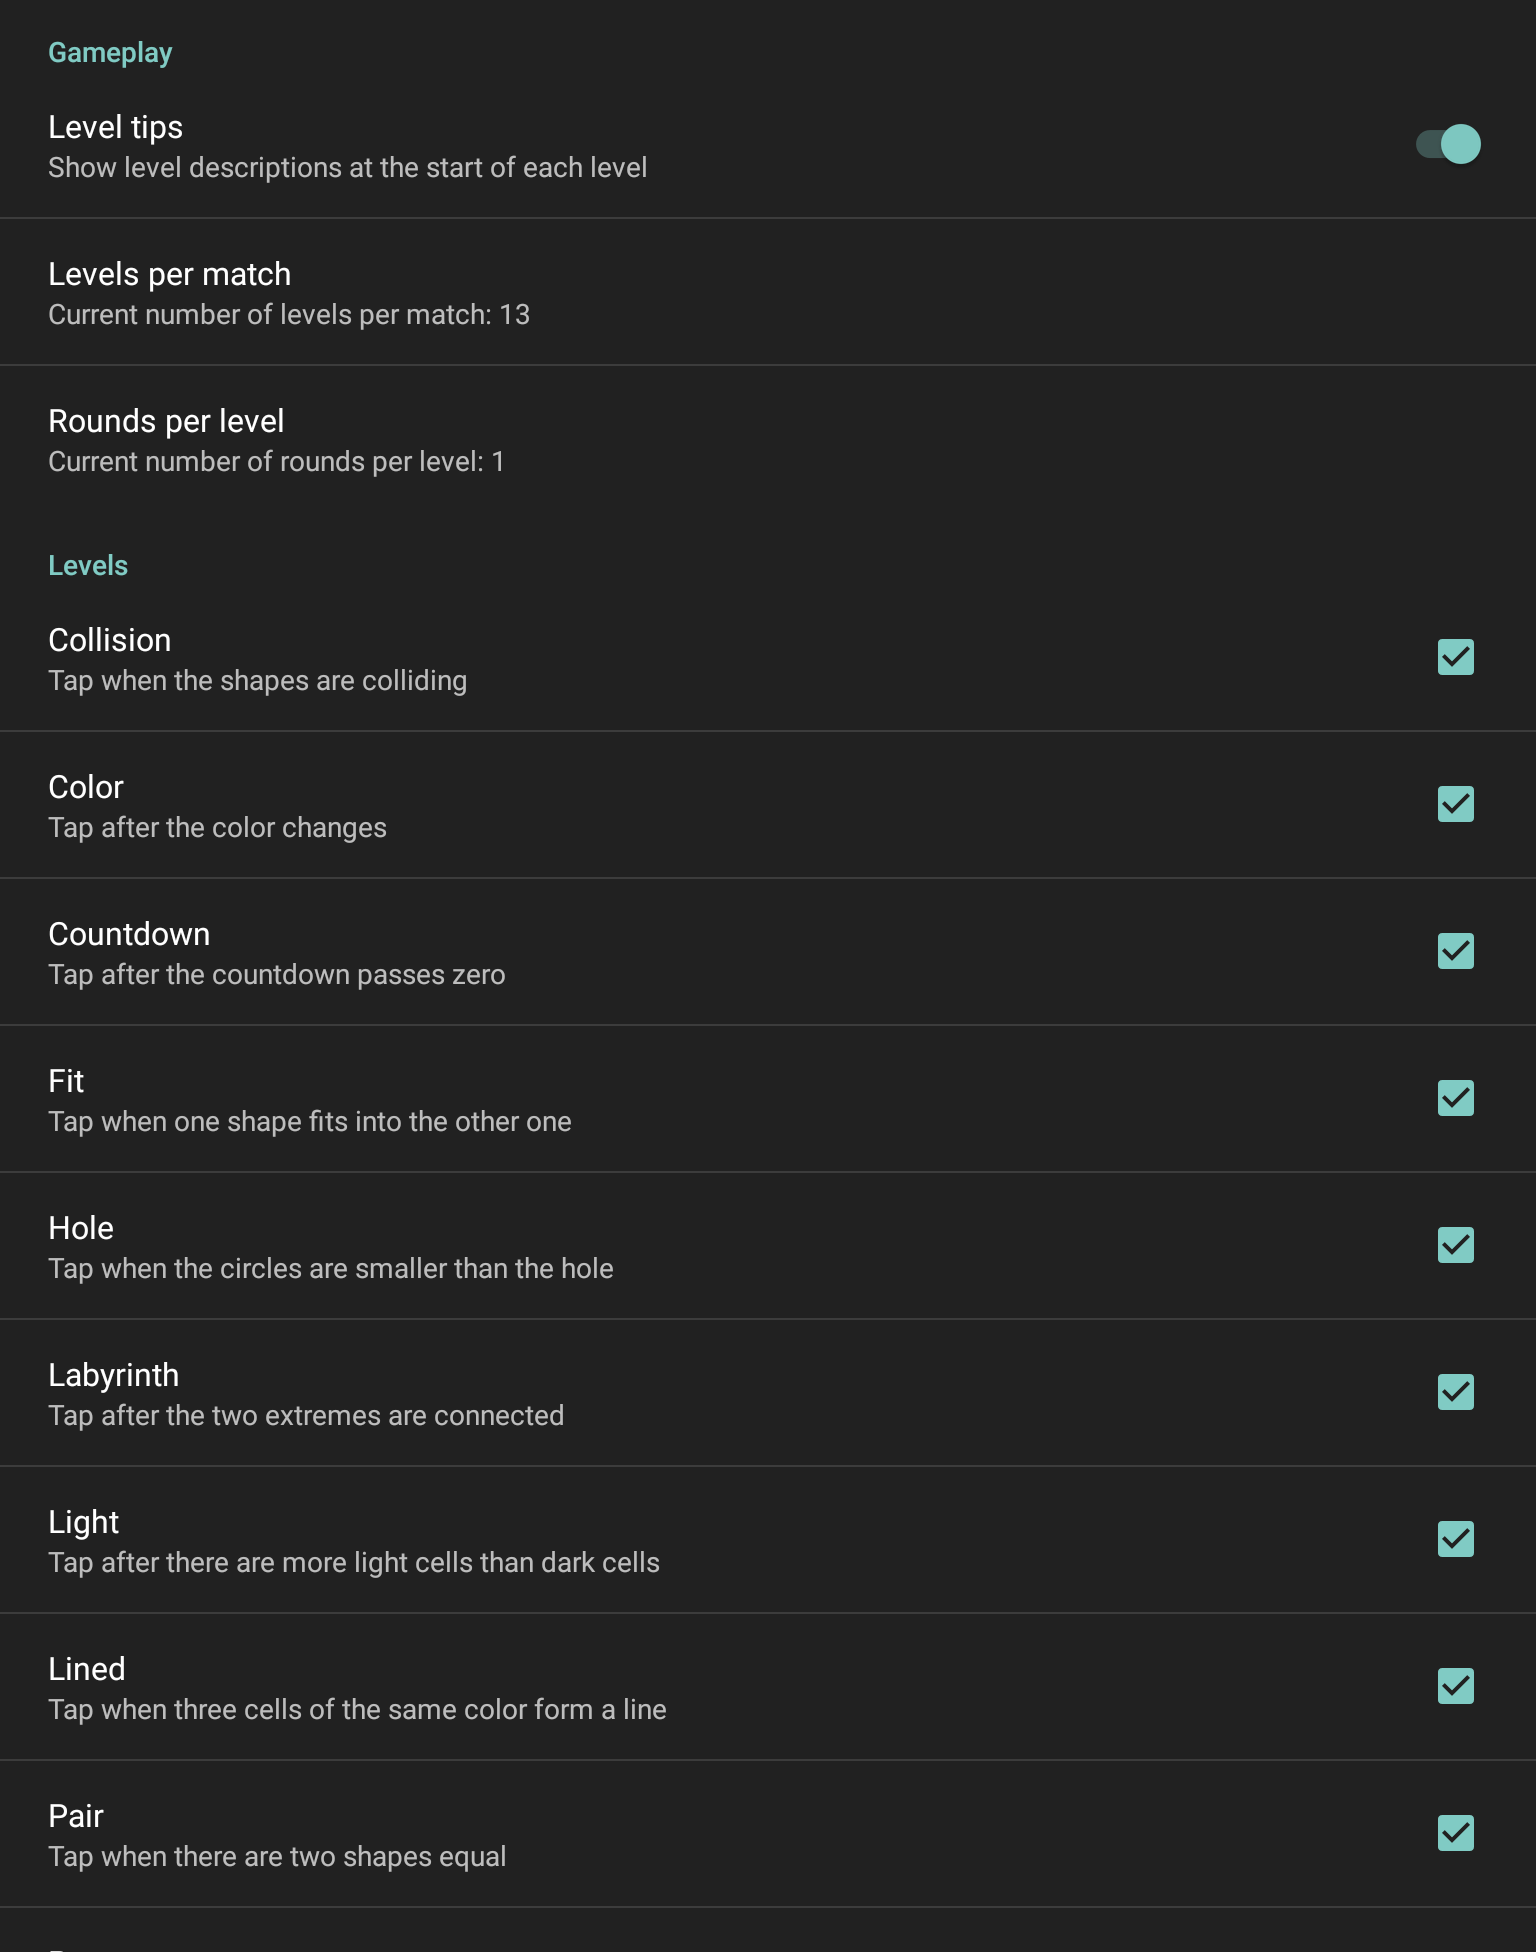 Gameplay
Level tips
Show level descriptions at the start of each level
Levels per match
Current number of levels per match: 13
Rounds per level
Current number of rounds per level: 1
Levels
Collision
Tap when the shapes are colliding
Color
Tap after the color changes
Countdown
Tap after the countdown passes zero
Fit
Tap when one shape fits into the other one
Hole
Tap when the circles are smaller than the hole
Labyrinth
Tap after the two extremes are connected
Light
Tap after there are more light cells than dark cells
Lined
Tap when three cells of the same color form a line
Pair
Tap when there are two shapes equal